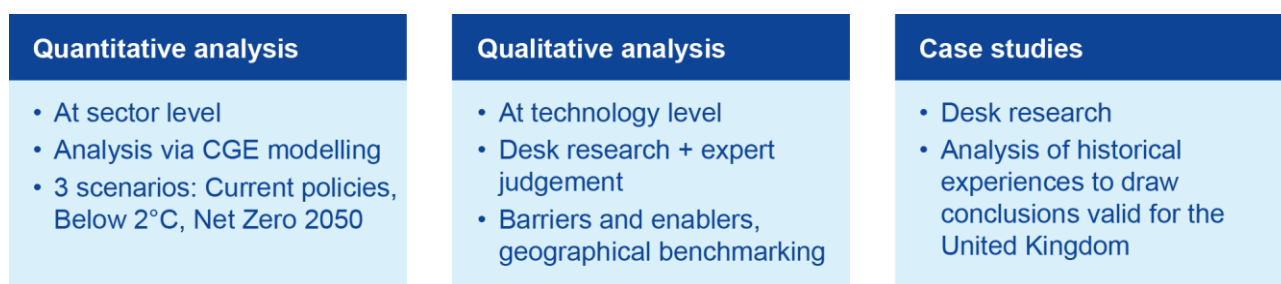 Quantitative analysis
• At sector level
• Analysis via CGE modelling
• 3 scenarios: Current policies,
Below 2°C, Net Zero 2050
Qualitative analysis
• At technology level
• Desk research + expert
judgement
• Barriers and enablers,
geographical benchmarking
Case studies
• Desk research
• Analysis of historical
experiences to draw
conclusions valid for the
United Kingdom